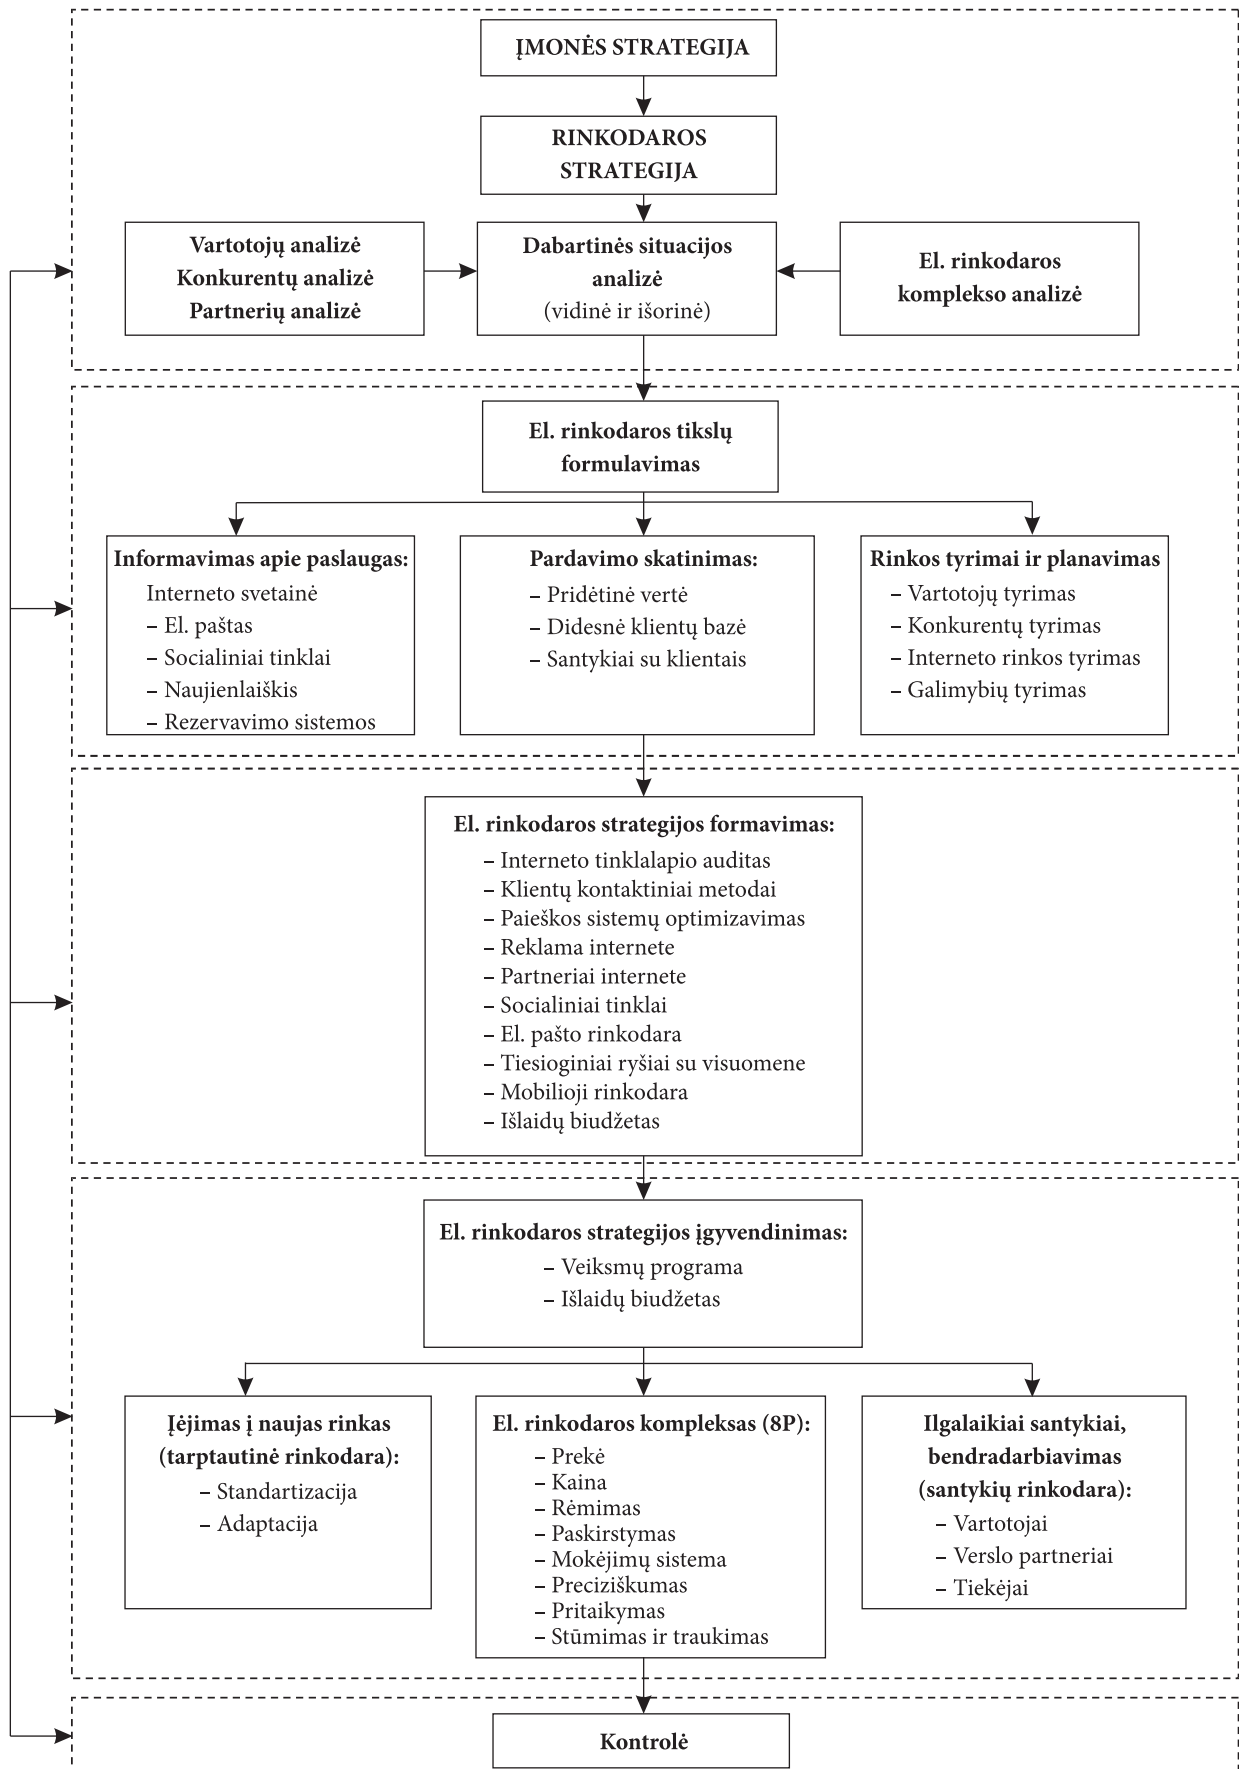 ĮMONĖS STRATEGIJA
RINKODAROS
STRATEGIJA
Vartotojų analizė
Konkurentų analizė
Partnerių analizė
Dabartinės situacijos
analizė
(vidinė ir išorinė)
El. rinkodaros
komplekso analizė
El. rinkodaros tikslų
formulavimas
Informavimas apie paslaugas:
Interneto svetainė
– El. paštas
– Socialiniai tinklai
– Naujienlaiškis
– Rezervavimo sistemos
Pardavimo skatinimas:
– Pridėtinė vertė
– Didesnė klientų bazė
– Santykiai su klientais
Rinkos tyrimai ir planavimas
– Vartotojų tyrimas
– Konkurentų tyrimas
– Interneto rinkos tyrimas
– Galimybių tyrimas
El. rinkodaros strategijos formavimas:
– Interneto tinklalapio auditas
– Klientų kontaktiniai metodai
– Paieškos sistemų optimizavimas
– Reklama internete
– Partneriai internete
– Socialiniai tinklai
– El. pašto rinkodara
– Tiesioginiai ryšiai su visuomene
– Mobilioji rinkodara
– Išlaidų biudžetas
El. rinkodaros strategijos įgyvendinimas:
– Veiksmų programa
– Išlaidų biudžetas
Įėjimas į naujas rinkas
(tarptautinė rinkodara):
– Standartizacija
– Adaptacija
El. rinkodaros kompleksas (8P):
– Prekė
– Kaina
– Rėmimas
– Paskirstymas
– Mokėjimų sistema
– Preciziškumas
– Pritaikymas
– Stūmimas ir traukimas
Ilgalaikiai santykiai,
bendradarbiavimas
(santykių rinkodara):
– Vartotojai
– Verslo partneriai
– Tiekėjai
Kontrolė